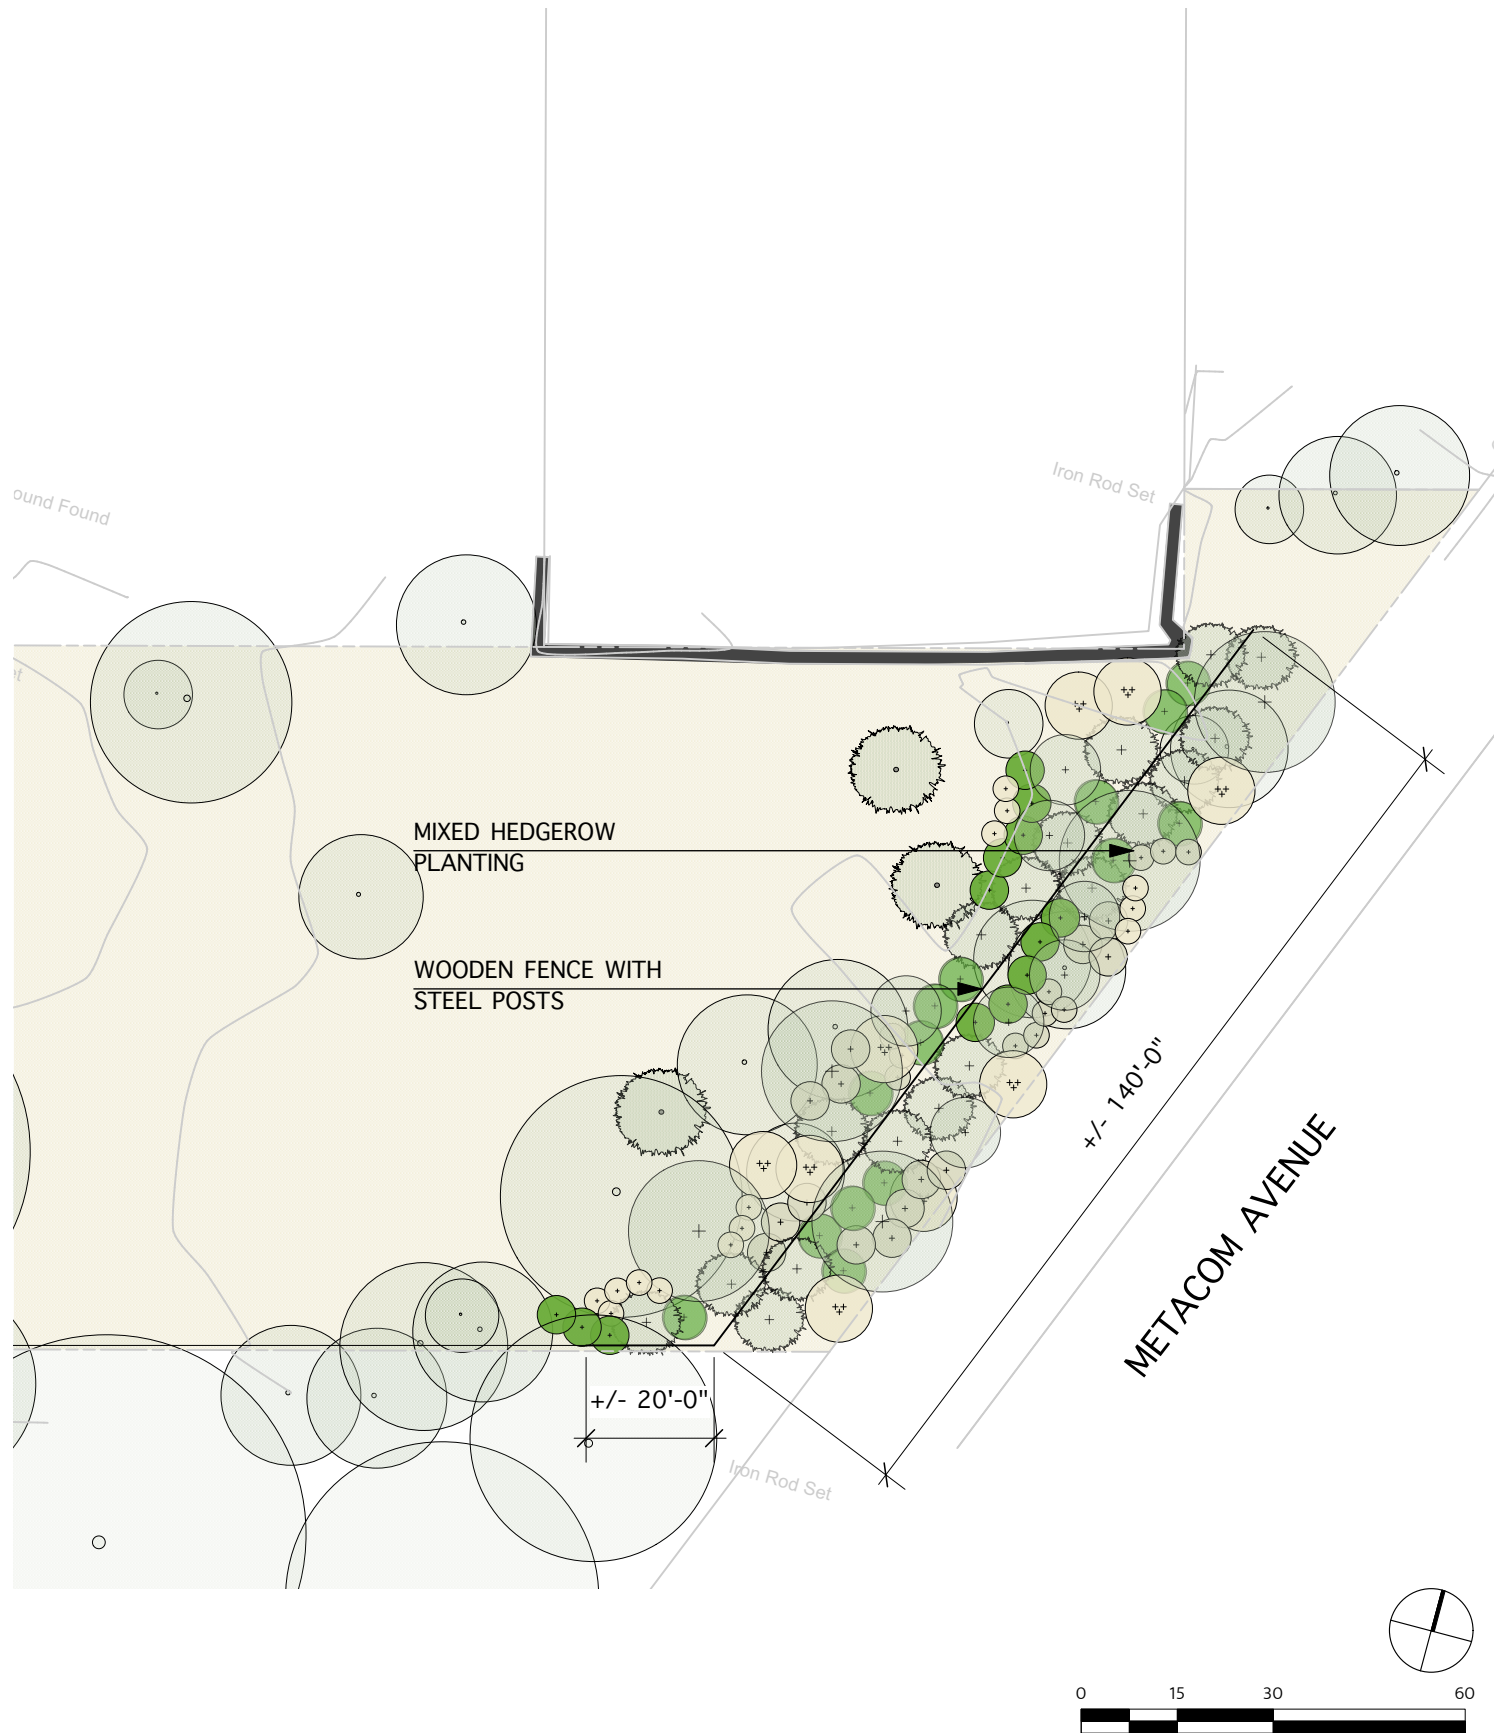 Iron Rod Set
ound Found
et
MIXED HEDGEROW
PLANTING
WOODEN FENCE WITH
STEEL POSTS
+/- 140'-0"
METACOM AVENUE
+/- 20'-0"
Iron Rod Set
0 15 30 60